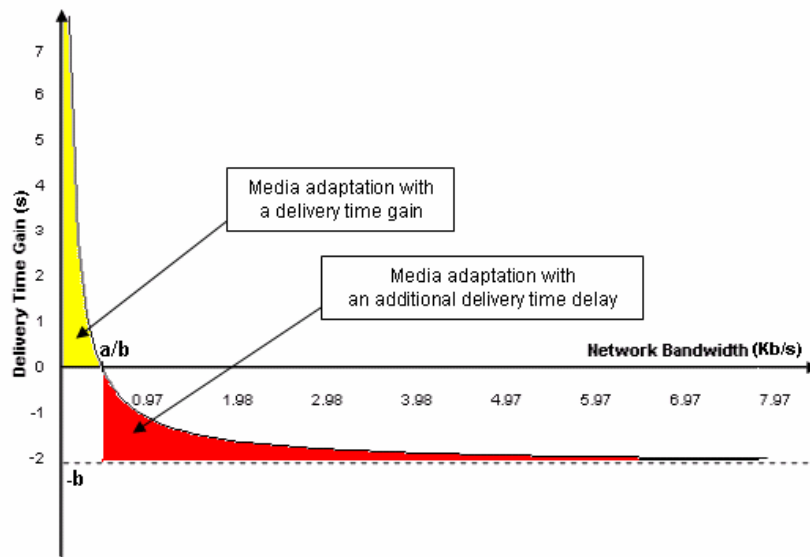 7
6
5
4
3
2
1
0
-1
-2
Delivery Time Gain (s)
Media adaptation with
a delivery time gain
Media adaptation with
an additional delivery time delay
a/b
Network Bandwidth (Kb/s)
0.97 1.98 2.98 3.98 4.97 5.97 6.97 7.97
-b